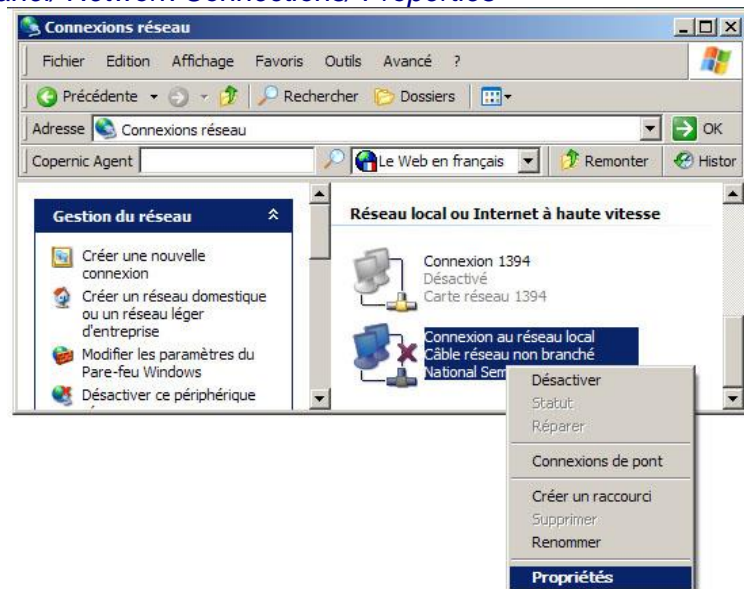 Network Connections/ Properties
Connexions réseau
Fichier Edition Affichage Favoris Outils Avancé ?
Précédente Rechercher Dossiers
Adresse Connexions réseau OK
Copernic Agent Le Web en français Remonter Histor
Gestion du réseau
Créer une nouvelle
connexion
Créer un réseau domestique
ou un réseau léger
d'entreprise
Modifier les paramètres du
Pare-feu Windows
Désactiver ce périphérique
Réseau local ou Internet à haute vitesse
Connexion 1394
Désactivé
Carte réseau 1394
Connexion au réseau local
Câble réseau non branché
National Sem
Désactiver
Statut
Réparer
Connexions de pont
Créer un raccourci
Supprimer
Renommer
Propriétés